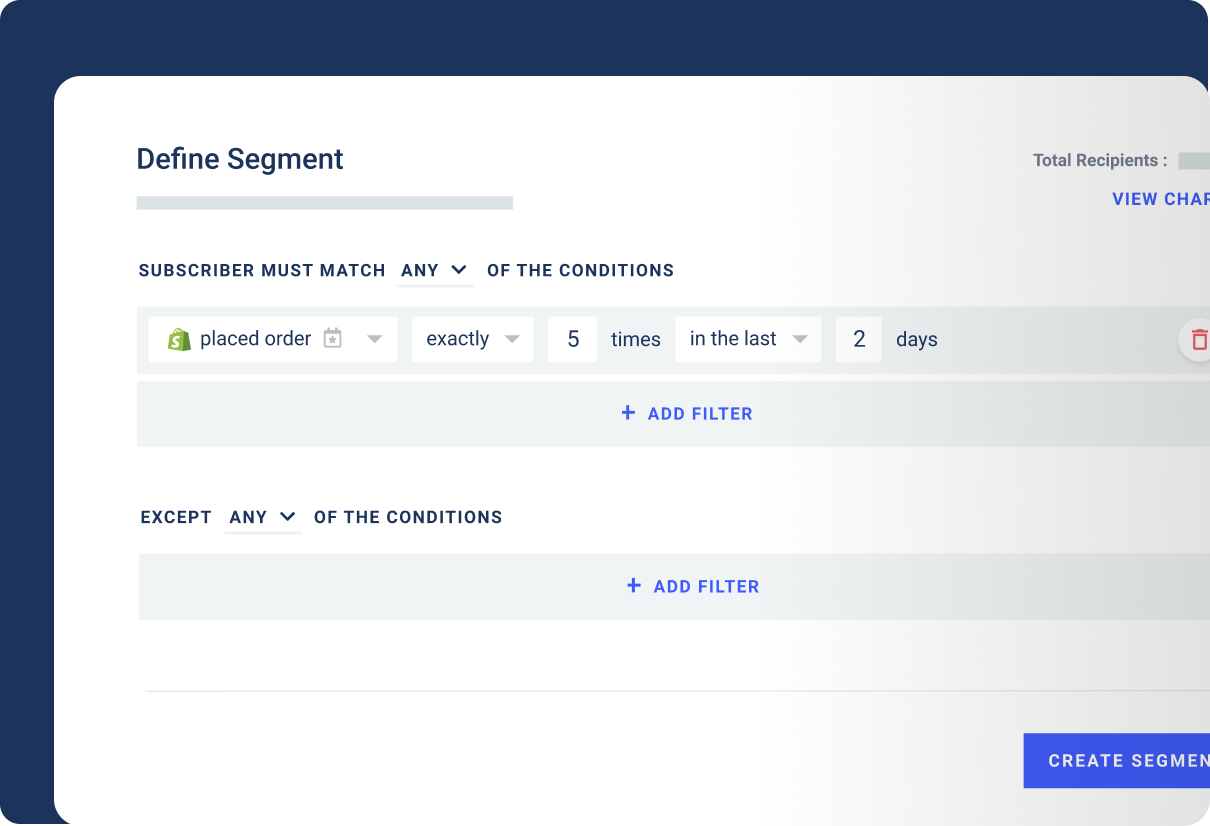 Define Segment
Total Recipients :
VIEW CHAR
SUBSCRIBER MUST MATCH ANY OF THE CONDITIONS
placed order exactly 5 times in the last 2 days
+ ADD FILTER
EXCEPT ANY OF THE CONDITIONS
+ ADD FILTER
CREATE SEGMEN